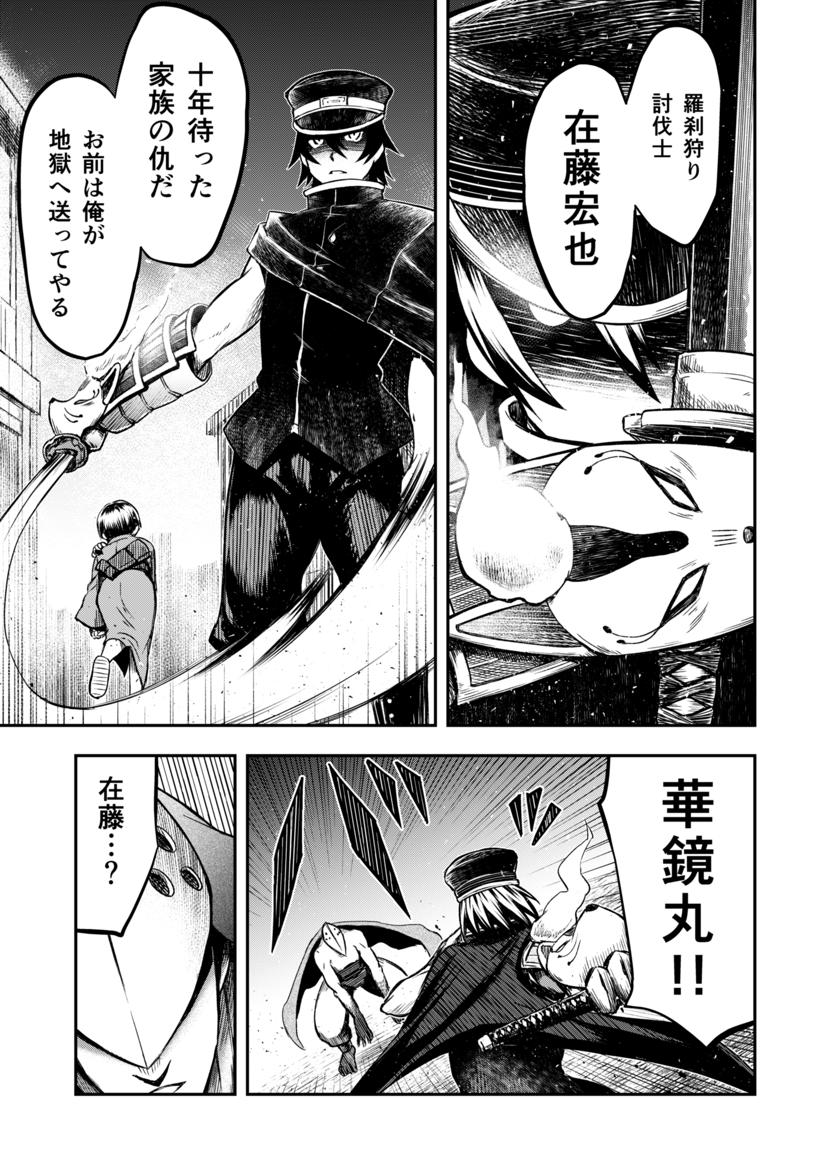 羅刹狩り
討伐士
在藤宏也
十年待った
家族の仇だ
お前は俺が
地獄へ送ってやる
華鏡丸!!
在藤…?